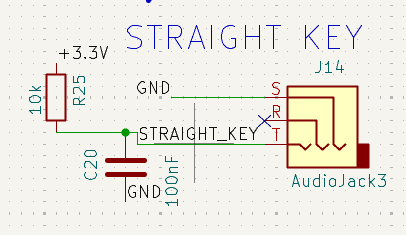 STRAIGHT KEY
+3.3V
J14
10k
R25
GND
S
R
STRAIGHT_KEY
T
C20
100nF
GND
AudioJack3